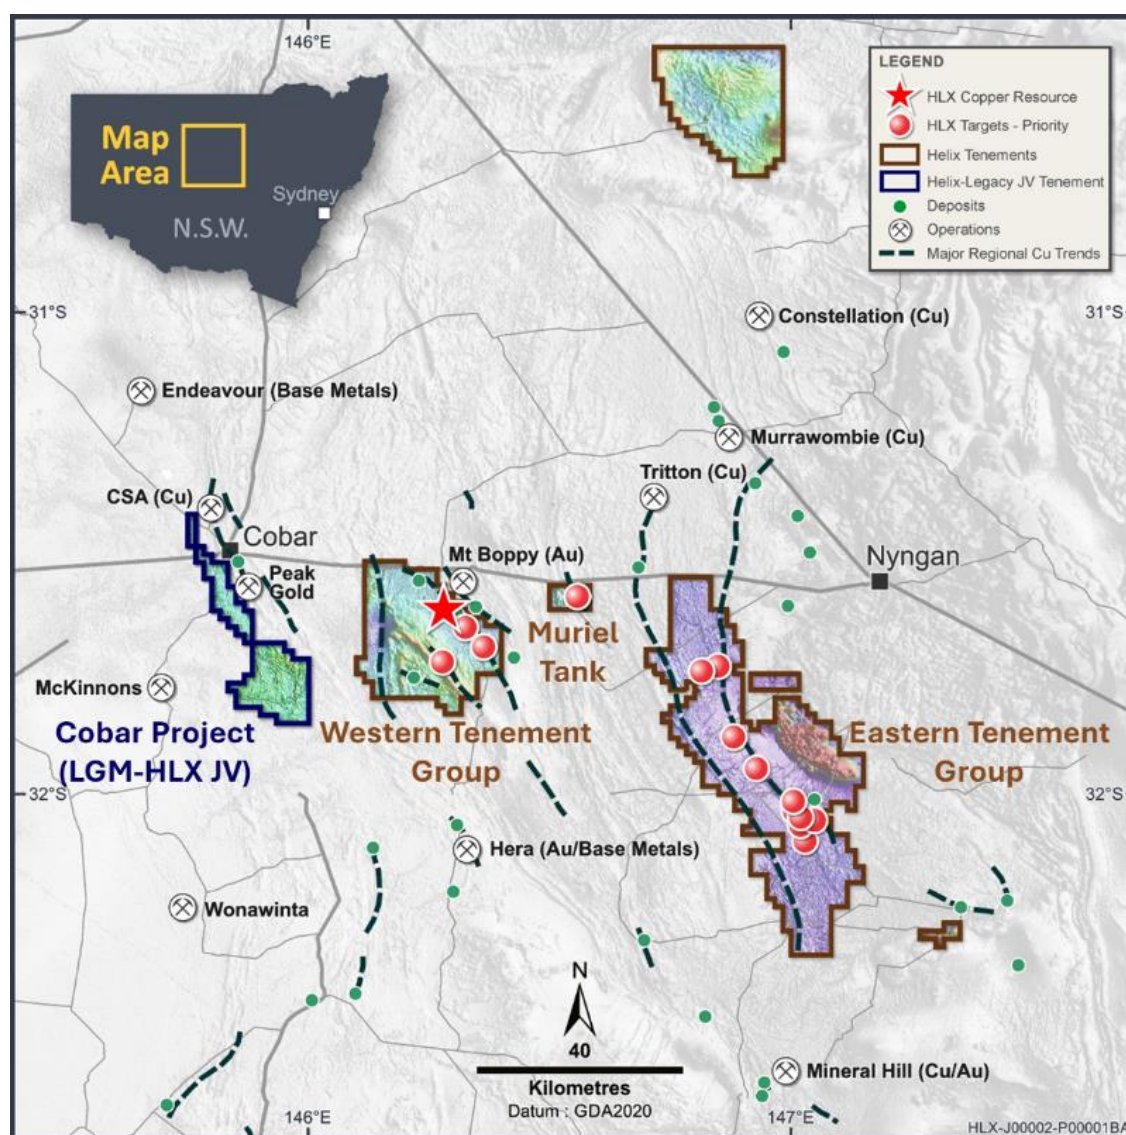 146°E
LEGEND
HLX Copper Resource
HLX Targets - Priority
Helix Tenements
Helix-Legacy JV Tenement
Deposits
Operations
Major Regional Cu Trends
Map
Area
Sydney
N.S.W.
31°S
31°S
Constellation (Cu)
Endeavour (Base Metals)
Murrawombie (Cu)
Tritton (Cu)
CSA (Cu)
Cobar
Mt Boppy (Au)
Nyngan
Peak
Gold
Muriel
Tank
McKinnons
Cobar Project
(LGM-HLX JV)
Western Tenement
Group
Eastern Tenement
Group
32°S
32°S
Hera (Au/Base Metals)
Wonawinta
N
40
Kilometres
Datum : GDA2020
Mineral Hill (Cu/Au)
146°E
147°E
HLX-J00002-P00001BA